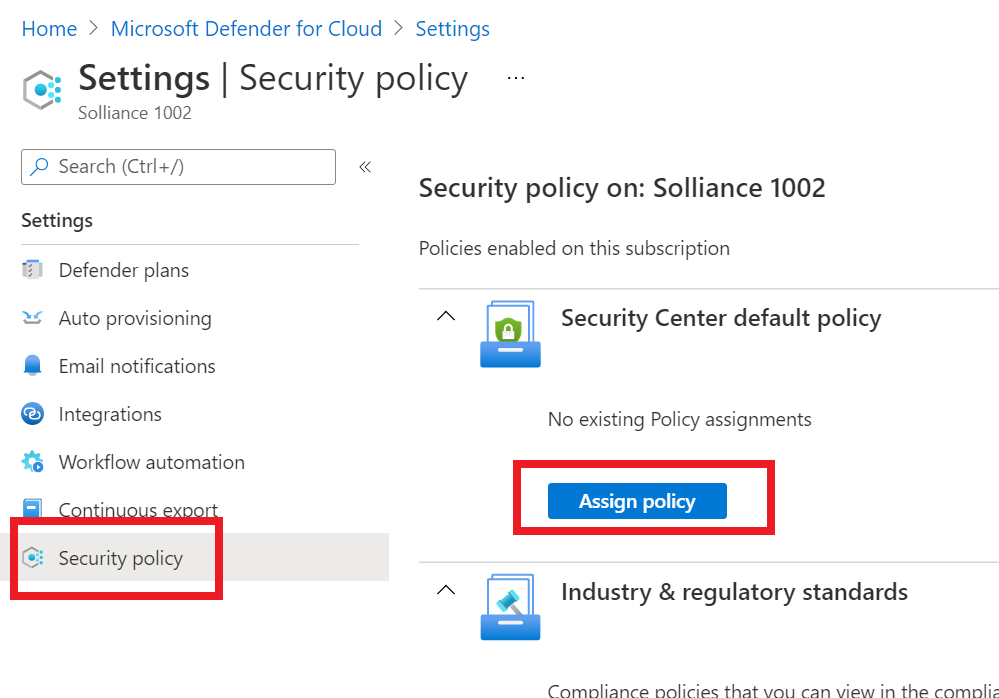 Home > Microsoft Defender for Cloud > Settings
Settings | Security policy ...
Solliance 1002
Search (Ctrl+/) «
Settings
Defender plans
Auto provisioning
Email notifications
Integrations
Workflow automation
Continuous export
Security policy
Security policy on: Solliance 1002
Policies enabled on this subscription
Security Center default policy
No existing Policy assignments
Assign policy
Industry & regulatory standards
Compliance policies that you can view in the complia